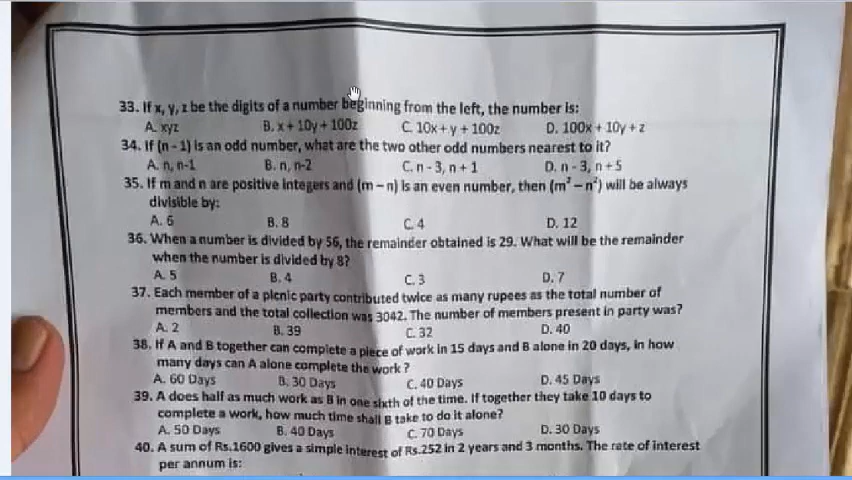 33. If x, y, z be the digits of a number beginning from the left, the number is:
A. xyz B. x + 10y + 100z C. 10x + y + 100z D. 100x + 10y + z
34. If (n - 1) is an odd number, what are the two other odd numbers nearest to it?
A. n, n-1 B. n, n-2 C. n - 3, n + 1 D. n - 3, n + 5
35. If m and n are positive integers and (m – n) is an even number, then (m² – n²) will be always
divisible by:
A. 6 B. 8 C. 4 D. 12
36. When a number is divided by 56, the remainder obtained is 29. What will be the remainder
when the number is divided by 8?
A. 5 B. 4 C. 3 D. 7
37. Each member of a picnic party contributed twice as many rupees as the total number of
members and the total collection was 3042. The number of members present in party was?
A. 2 B. 39 C. 32 D. 40
38. If A and B together can complete a piece of work in 15 days and B alone in 20 days, in how
many days can A alone complete the work ?
A. 60 Days B. 30 Days C. 40 Days D. 45 Days
39. A does half as much work as B in one sixth of the time. If together they take 10 days to
complete a work, how much time shall B take to do it alone?
A. 50 Days B. 40 Days C. 70 Days D. 30 Days
40. A sum of Rs.1600 gives a simple interest of Rs.252 in 2 years and 3 months. The rate of interest
per annum is: